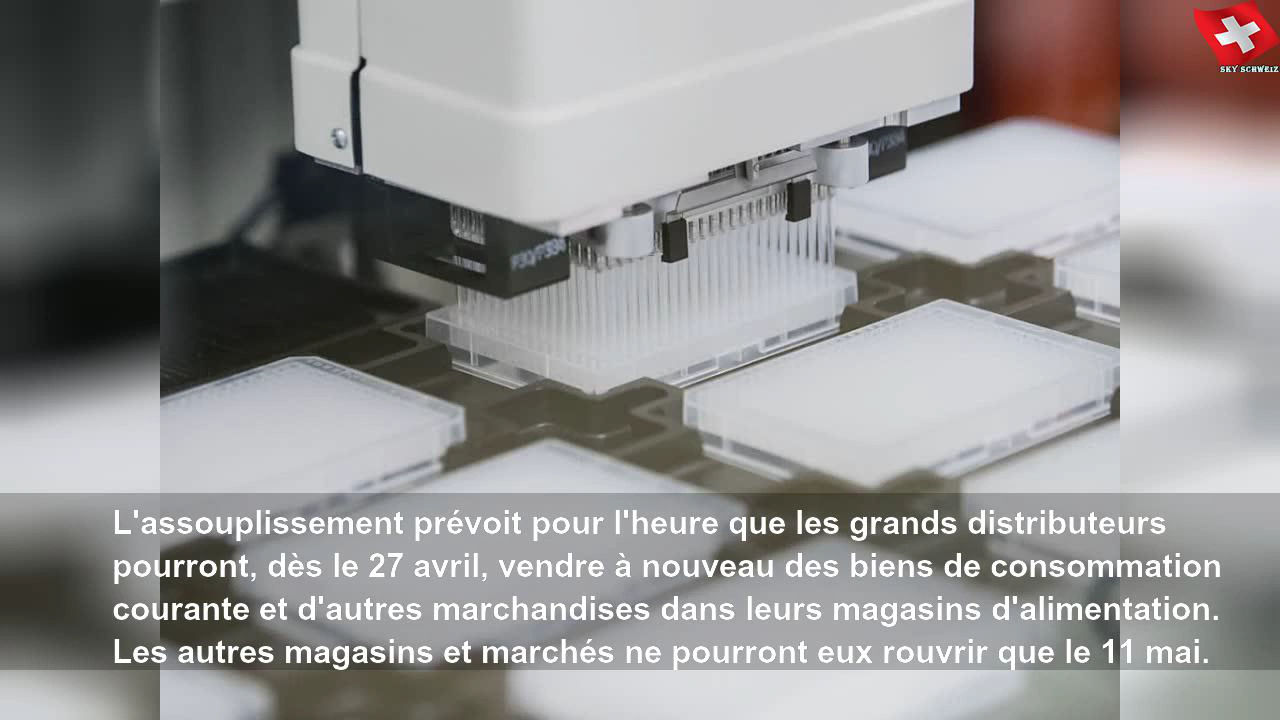 SKY SCHWEIZ
L'assouplissement prévoit pour l'heure que les grands distributeurs
pourront, dès le 27 avril, vendre à nouveau des biens de consommation
courante et d'autres marchandises dans leurs magasins d'alimentation.
Les autres magasins et marchés ne pourront eux rouvrir que le 11 mai.